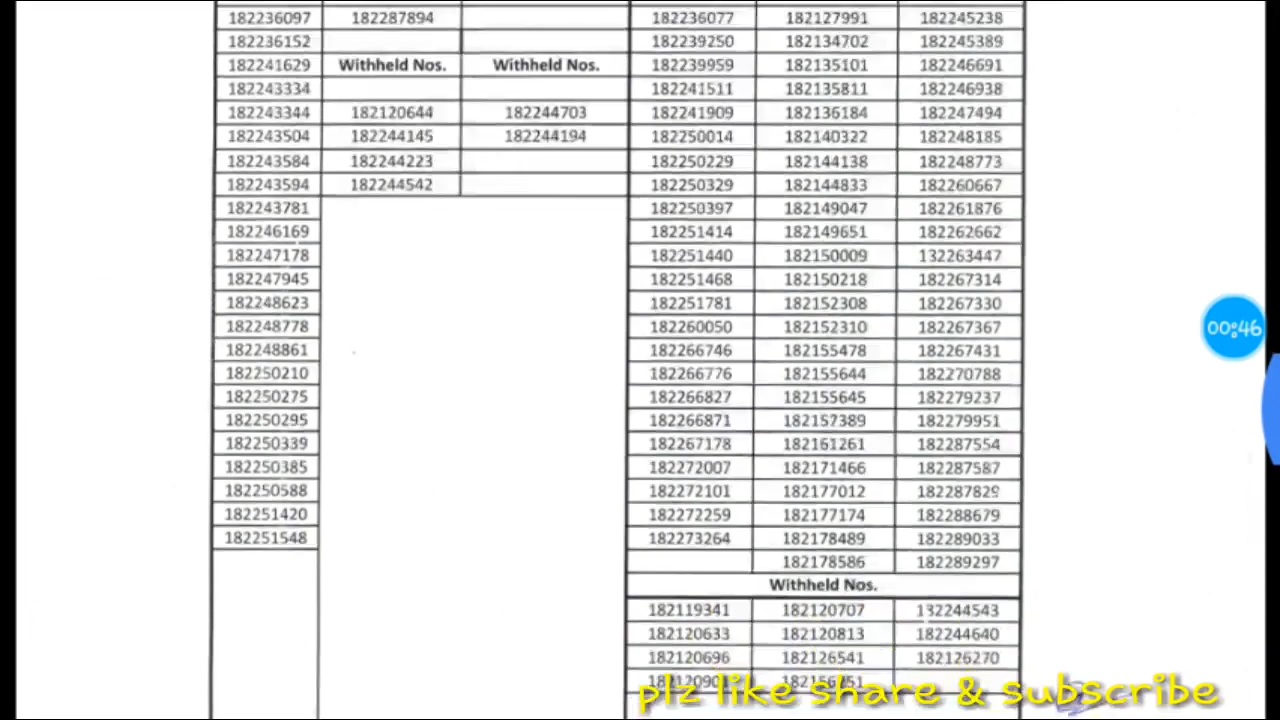 182236097 182287894 182236077 182127991 182245238
182236152 182239250 182134702 182245389
182241629 Withheld Nos. Withheld Nos. 182239959 182135101 182246691
182243334 182241511 182135811 182246938
182243344 182120644 182244703 182241909 182136184 182247494
182243504 182244145 182244194 182250014 182140322 182248185
182243584 182244223 182250229 182144138 182248773
182243594 182244542 182250329 182144833 182260667
182243781 182250397 182149047 182261876
182246169 182251414 182149651 182262662
182247178 182251440 182150009 132263447
182247945 182251468 182150218 182267314
182248623 182251781 182152308 182267330
182248778 182260050 182152310 182267367
182248861 182266746 182155478 182267431
182250210 182266776 182155644 182270788
182250275 182266827 182155645 182279237
182250295 182266871 182157389 182279951
182250339 182267178 182161261 182287554
182250385 182272007 182171466 182287587
182250588 182272101 182177012 182287829
182251420 182272259 182177174 182288679
182251548 182273264 182178489 182289033
182178586 182289297
Withheld Nos.
182119341 182120707 132244543
182120633 182120813 182244640
182120696 182126541 182126270
plz like share & subscribe
00:46